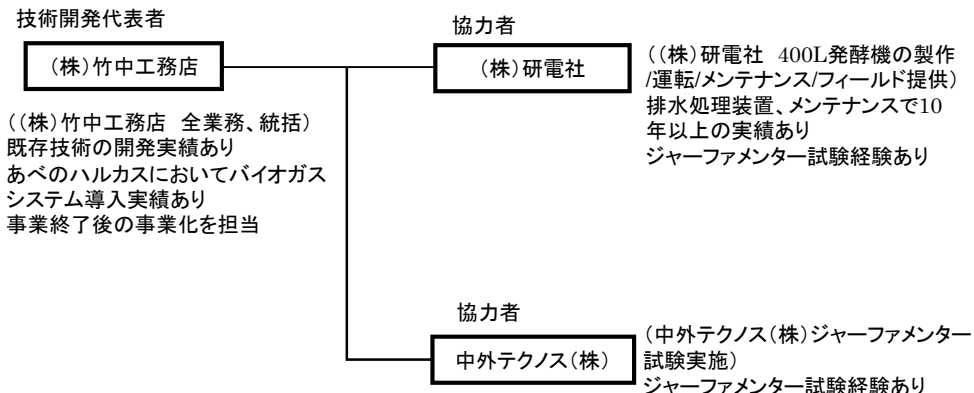 技術開発代表者
(株)竹中工務店
((株)竹中工務店 全業務、統括)
既存技術の開発実績あり
あべのハルカスにおいてバイオガス
システム導入実績あり
事業終了後の事業化を担当
協力者
(株)研電社
((株)研電社 400L発酵機の製作
/運転/メンテナンス/フィールド提供)
排水処理装置、メンテナンスで10
年以上の実績あり
ジャーファメンター試験経験あり
協力者
中外テクノス(株)
(中外テクノス(株)ジャーファメンター
試験実施)
ジャーファメンター試験経験あり